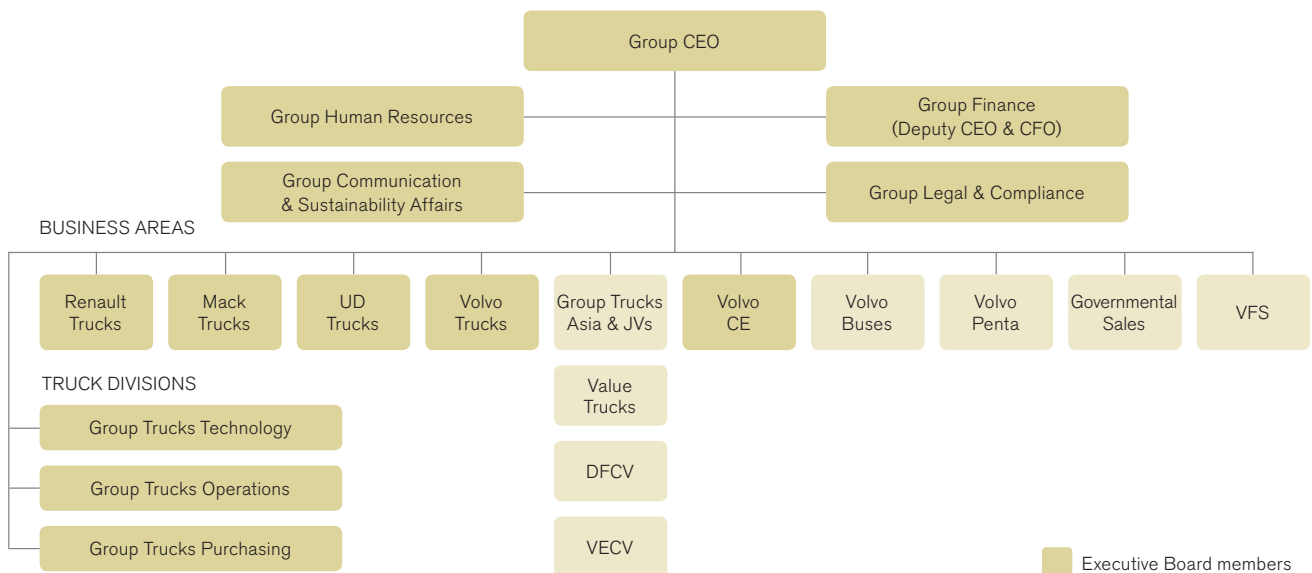 Group CEO
Group Human Resources
Group Finance
(Deputy CEO & CFO)
Group Communication
& Sustainability Affairs
Group Legal & Compliance
BUSINESS AREAS
Renault
Trucks
Mack
Trucks
UD
Trucks
Volvo
Trucks
Group Trucks
Asia & JVs
Volvo
CE
Volvo
Buses
Volvo
Penta
Governmental
Sales
VFS
TRUCK DIVISIONS
Value
Trucks
Group Trucks Technology
DFCV
Group Trucks Operations
VECV
Group Trucks Purchasing
Executive Board members